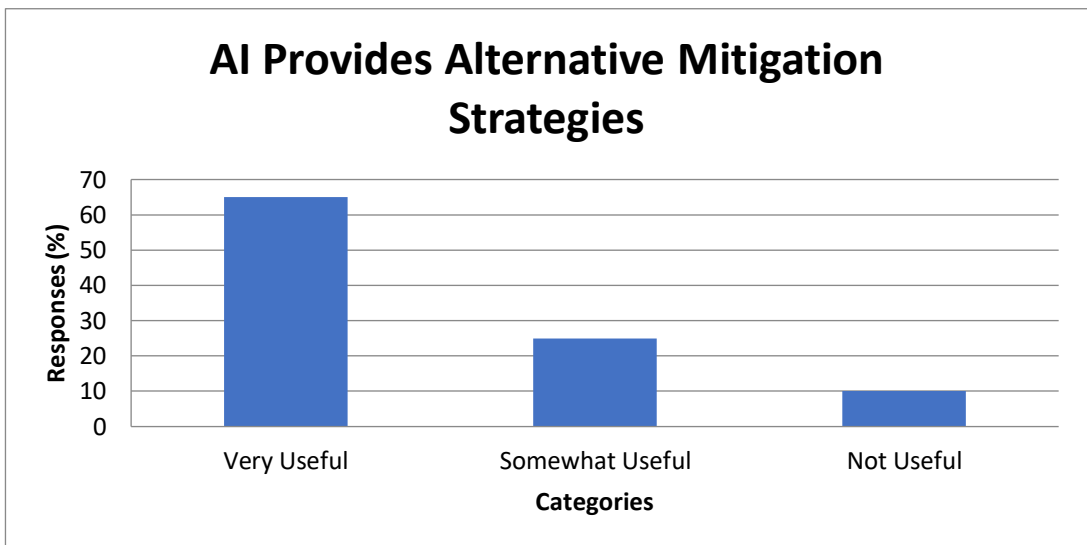 AI Provides Alternative Mitigation
Strategies
70
60
50
40
30
20
10
0
Responses (%)
Very Useful
Somewhat Useful
Not Useful
Categories